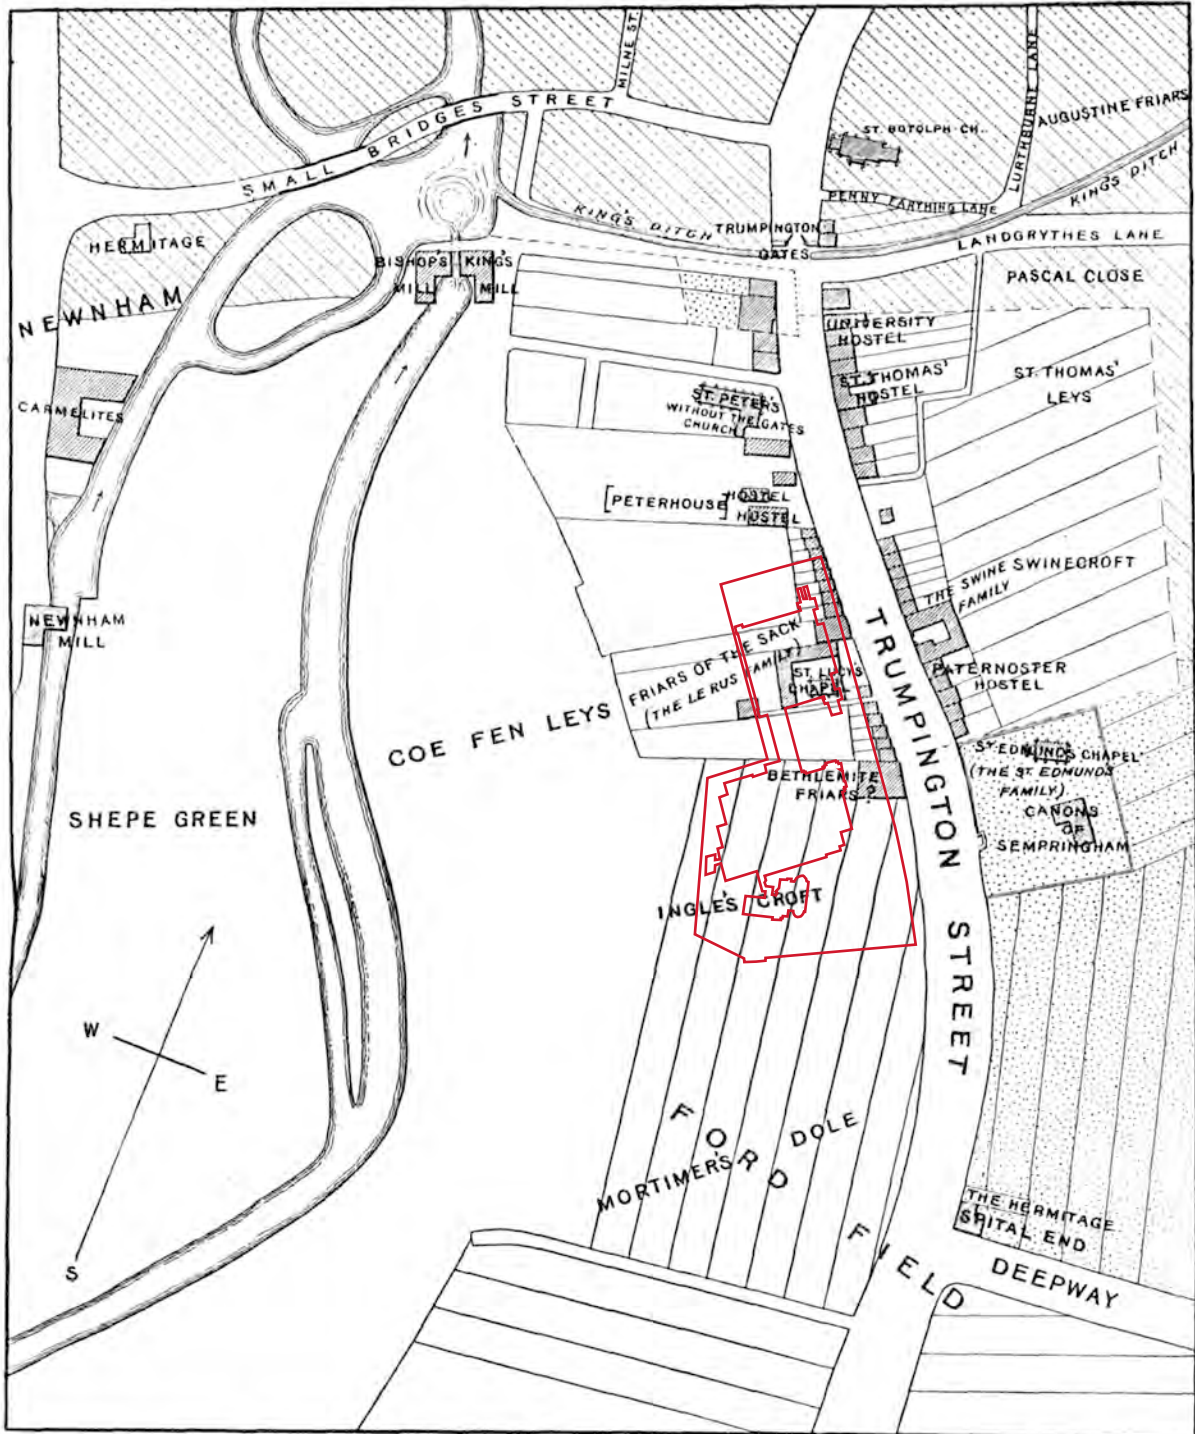 MILNE ST.
SMALL BRIDGES STREET
LURTHBURNE LANE
AUGUSTINE FRIARS
ST. BOTOLPH CH.
KING'S DITCH
PENNY FARTHING LANE
KING'S DITCH
TRUMPINGTON
GATES
LANDGRYTHES LANE
HERMITAGE
BISHOP'S
MILL
KING'S
MILL
PASCAL CLOSE
NEWNHAM
UNIVERSITY
HOSTEL
ST. THOMAS'
HOSTEL
ST. THOMAS'
LEYS
CARMELITES
ST. PETER'S
WITHOUT THE GATES
CHURCH
[PETERHOUSE]
HOSTEL
HOSTEL
THE SWINE SWINECROFT
FAMILY
NEWNHAM
MILL
TRUMPINGTON STREET
FRIARS OF THE SACK
(THE LE RUS FAMILY)
ST. LUCY'S
CHAPEL
PATERNOSTER
HOSTEL
COE FEN LEYS
ST EDMUNDS CHAPEL
(THE ST. EDMUNDS
FAMILY)
BETHLEMITE
FRIARS ?
CANONS
OF
SEMPRINGHAM
SHEPE GREEN
INGLE'S CROFT
W
E
S
FORD FIELD
MORTIMER'S DOLE
THE HERMITAGE
SPITAL END
DEEPWAY